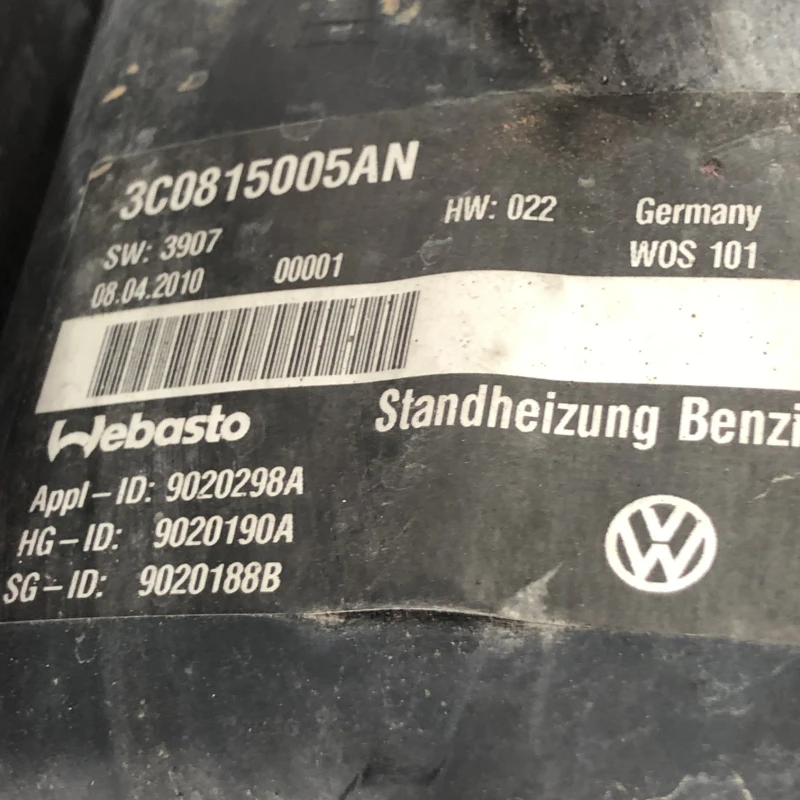 3C0815005AN
HW: 022 Germany
SW: 3907 WOS 101
08.04.2010 00001
Webasto Standheizung Benzi
Appl-ID: 9020298A
HG-ID: 9020190A
SG-ID: 9020188B